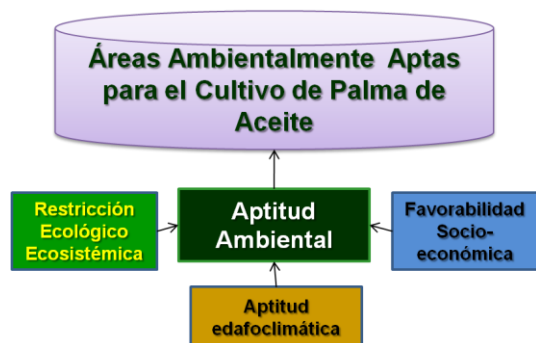 Áreas Ambientalmente Aptas
para el Cultivo de Palma de
Aceite
Restricción
Ecológico
Ecosistémica
Aptitud
Ambiental
Favorabilidad
Socio-
económica
Aptitud
edafoclimática